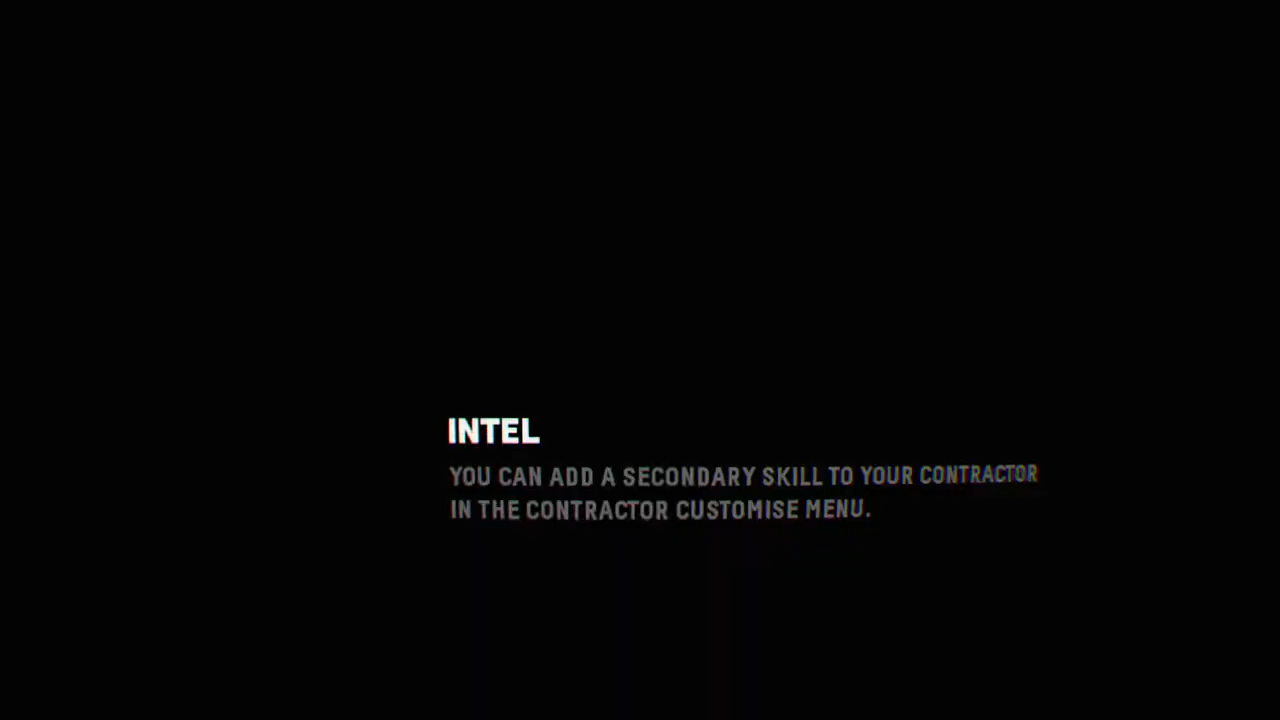 INTEL
YOU CAN ADD A SECONDARY SKILL TO YOUR CONTRACTOR
IN THE CONTRACTOR CUSTOMISE MENU.